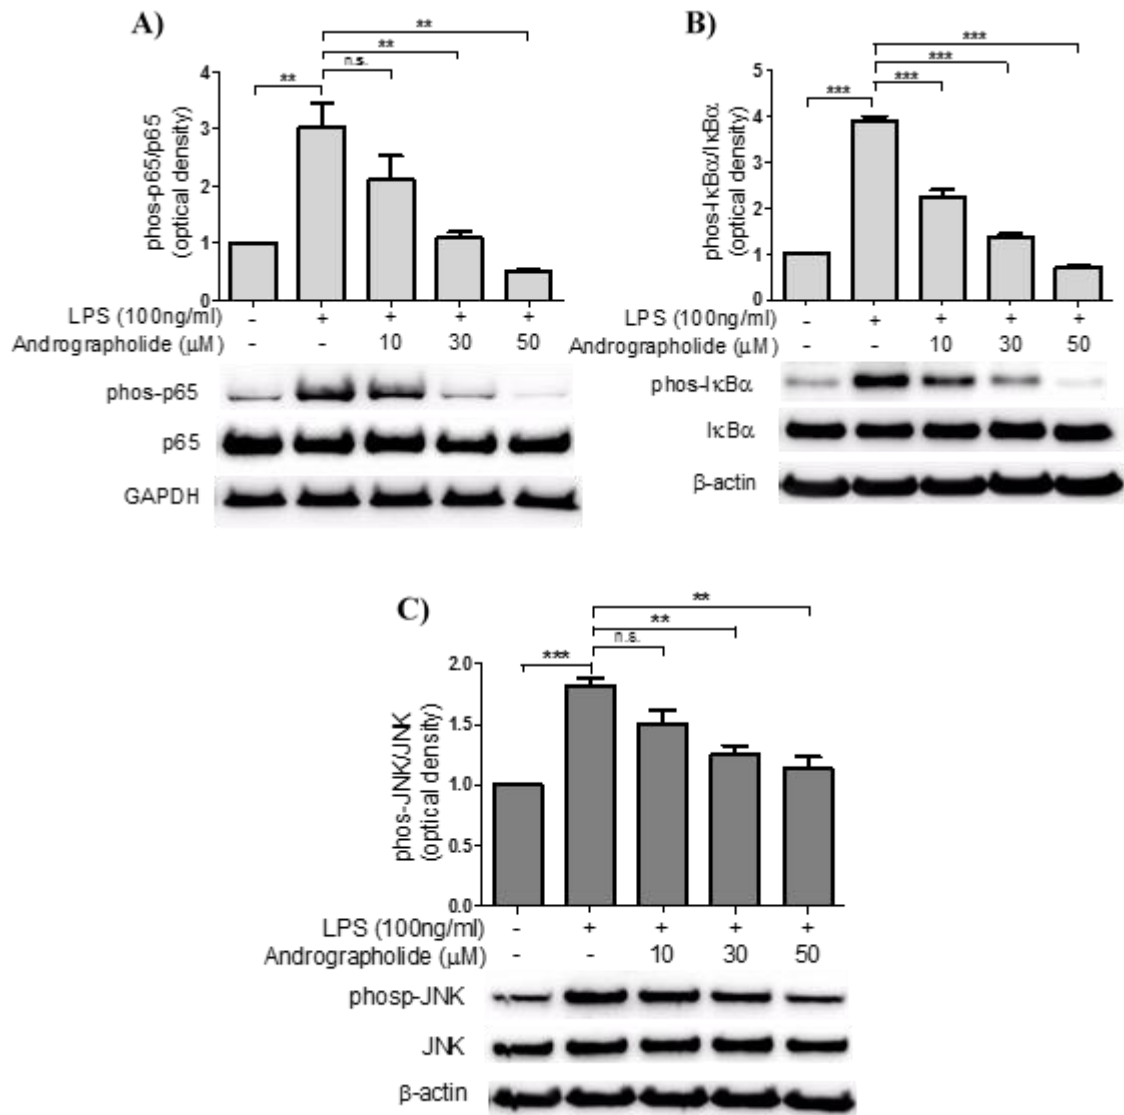 A)
**
**
n.s.
**
4
3
2
1
0
phos-p65/p65
(optical density)
LPS (100ng/ml) - + + + +
Andrographolide (μM) - - 10 30 50
phos-p65
p65
GAPDH
B)
***
***
***
***
5
4
3
2
1
0
phos-IκBα/IκBα
(optical density)
LPS (100ng/ml) - + + + +
Andrographolide (μM) - - 10 30 50
phos-IκBα
IκBα
β-actin
C)
**
**
n.s.
***
2.0
1.5
1.0
0.5
0.0
phos-JNK/JNK
(optical density)
LPS (100ng/ml) - + + + +
Andrographolide (μM) - - 10 30 50
phosp-JNK
JNK
β-actin